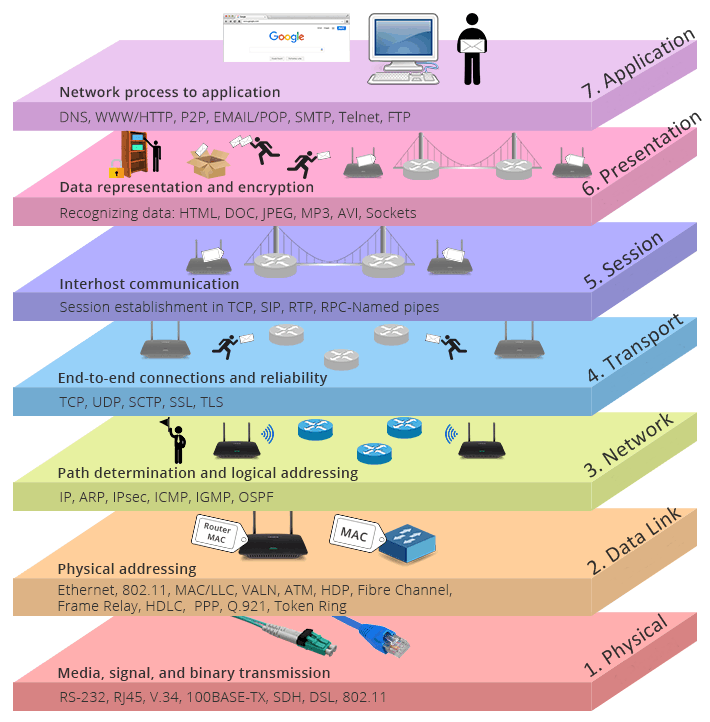 Google
7. Application
Network process to application
DNS, WWW/HTTP, P2P, EMAIL/POP, SMTP, Telnet, FTP
6. Presentation
Data representation and encryption
Recognizing data: HTML, DOC, JPEG, MP3, AVI, Sockets
5. Session
Interhost communication
Session establishment in TCP, SIP, RTP, RPC-Named pipes
4. Transport
End-to-end connections and reliability
TCP, UDP, SCTP, SSL, TLS
3. Network
Path determination and logical addressing
IP, ARP, IPsec, ICMP, IGMP, OSPF
2. Data Link
Router
MAC
MAC
Physical addressing
Ethernet, 802.11, MAC/LLC, VALN, ATM, HDP, Fibre Channel,
Frame Relay, HDLC, PPP, Q.921, Token Ring
1. Physical
Media, signal, and binary transmission
RS-232, RJ45, V.34, 100BASE-TX, SDH, DSL, 802.11